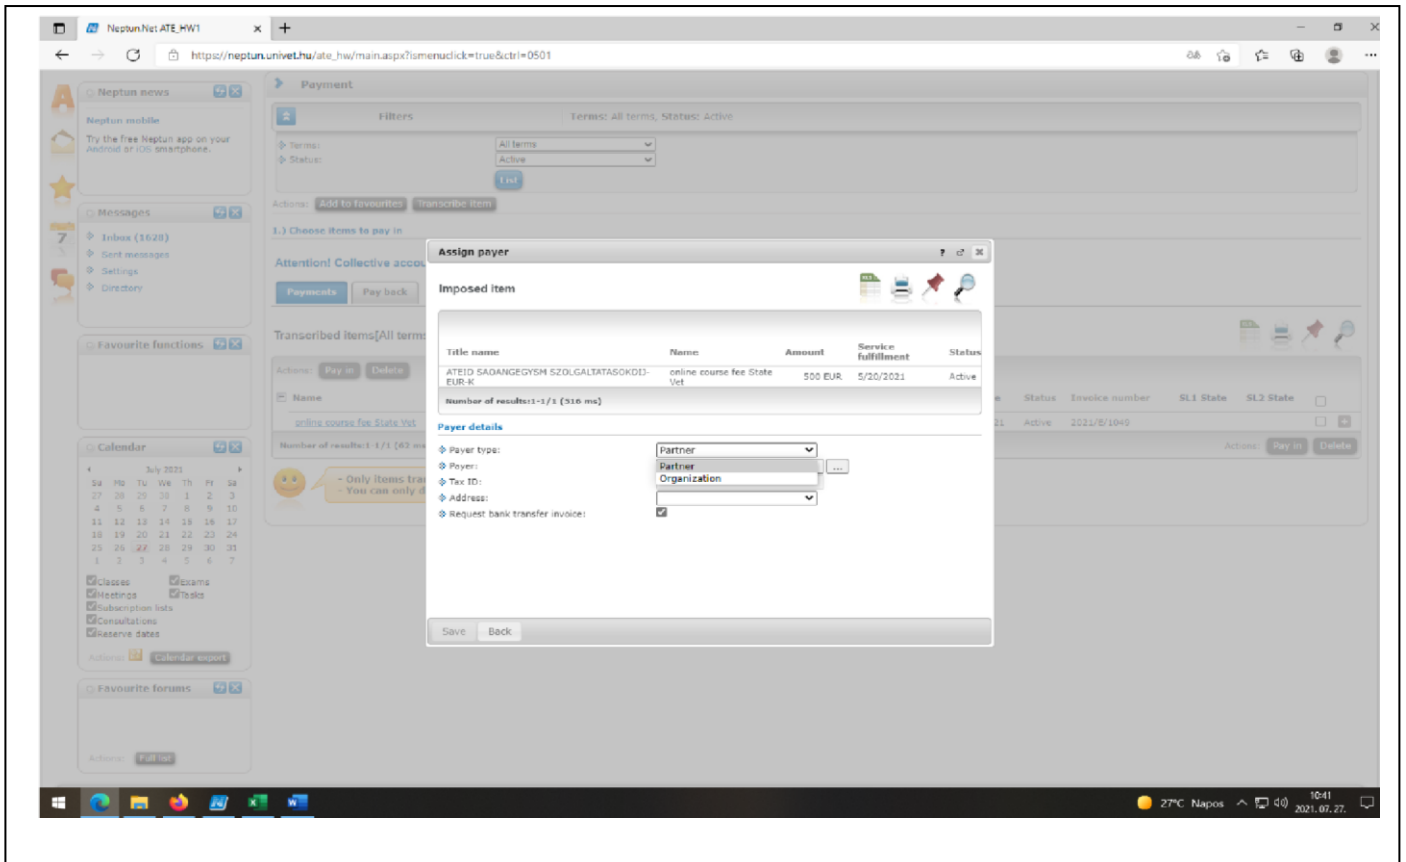 Neptun.Net ATE_HW1
https://neptun.univet.hu/ate_hw/main.aspx?ismenuclick=true&ctrl=0501
Neptun news
Neptun mobile
Try the free Neptun app on your
Android or iOS smartphone.
Messages
Inbox (1628)
Sent messages
Settings
Directory
Favourite functions
Calendar
July 2021
Su Mo Tu We Th Fr Sa
27 28 29 30 1 2 3
4 5 6 7 8 9 10
11 12 13 14 15 16 17
18 19 20 21 22 23 24
25 26 27 28 29 30 31
1 2 3 4 5 6 7
Classes Exams
Meetings Tasks
Subscription lists
Consultations
Reserve dates
Actions: Calendar export
Favourite forums
Actions: Full list
Payment
Filters Terms: All terms, Status: Active
Terms: All terms
Status: Active
List
Actions: Add to favourites Transcribe item
1.) Choose items to pay in
Attention! Collective accou
Payments Pay back
Transcribed items[All term
Actions: Pay in Delete
Name Status Invoice number SL1 State SL2 State
online course fee State Vet 21 Active 2021/B/1049
Number of results:1-1/1 (62 ms
Actions: Pay in Delete
- Only items tra
- You can only d
Assign payer
Imposed item
Title name Name Amount Service fulfillment Status
ATEID SAOANGEGYSM SZOLGALTATASOKDIJ-
EUR-K
online course fee State
Vet
500 EUR 5/20/2021 Active
Number of results:1-1/1 (516 ms)
Payer details
Payer type: Partner
Payer: Partner ...
Tax ID: Organization
Address:
Request bank transfer invoice:
Save Back
27°C Napos
10:41
2021. 07. 27.